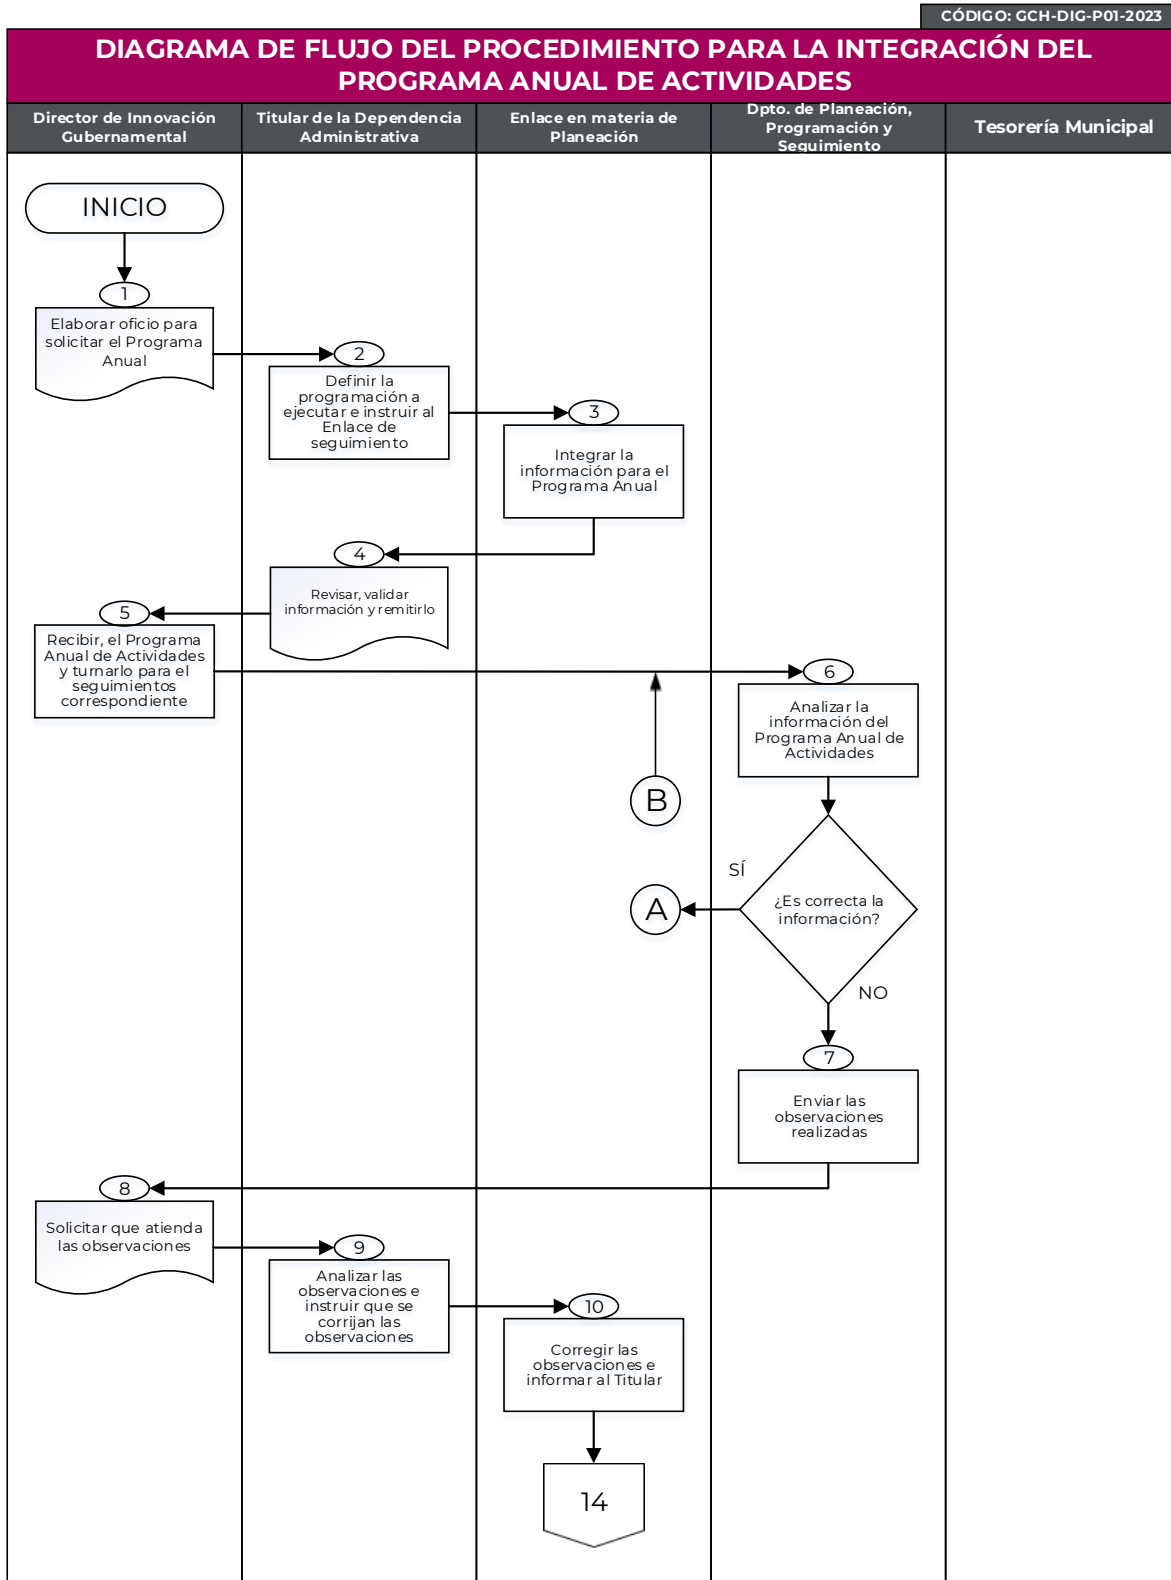 CÓDIGO: GCH-DIG-P01-2023
DIAGRAMA DE FLUJO DEL PROCEDIMIENTO PARA LA INTEGRACIÓN DEL
PROGRAMA ANUAL DE ACTIVIDADES
Director de Innovación
Gubernamental
Titular de la Dependencia
Administrativa
Enlace en materia de
Planeación
Dpto. de Planeación,
Programación y
Seguimiento
Tesorería Municipal
INICIO
1
Elaborar oficio para
solicitar el Programa
Anual
2
Definir la
programación a
ejecutar e instruir al
Enlace de
seguimiento
3
Integrar la
información para el
Programa Anual
4
Revisar, validar
información y remitirlo
5
Recibir, el Programa
Anual de Actividades
y turnarlo para el
seguimientos
correspondiente
6
Analizar la
información del
Programa Anual de
Actividades
B
SÍ
¿Es correcta la
información?
A
NO
7
Enviar las
observaciones
realizadas
8
Solicitar que atienda
las observaciones
9
Analizar las
observaciones e
instruir que se
corrijan las
observaciones
10
Corregir las
observaciones e
informar al Titular
14